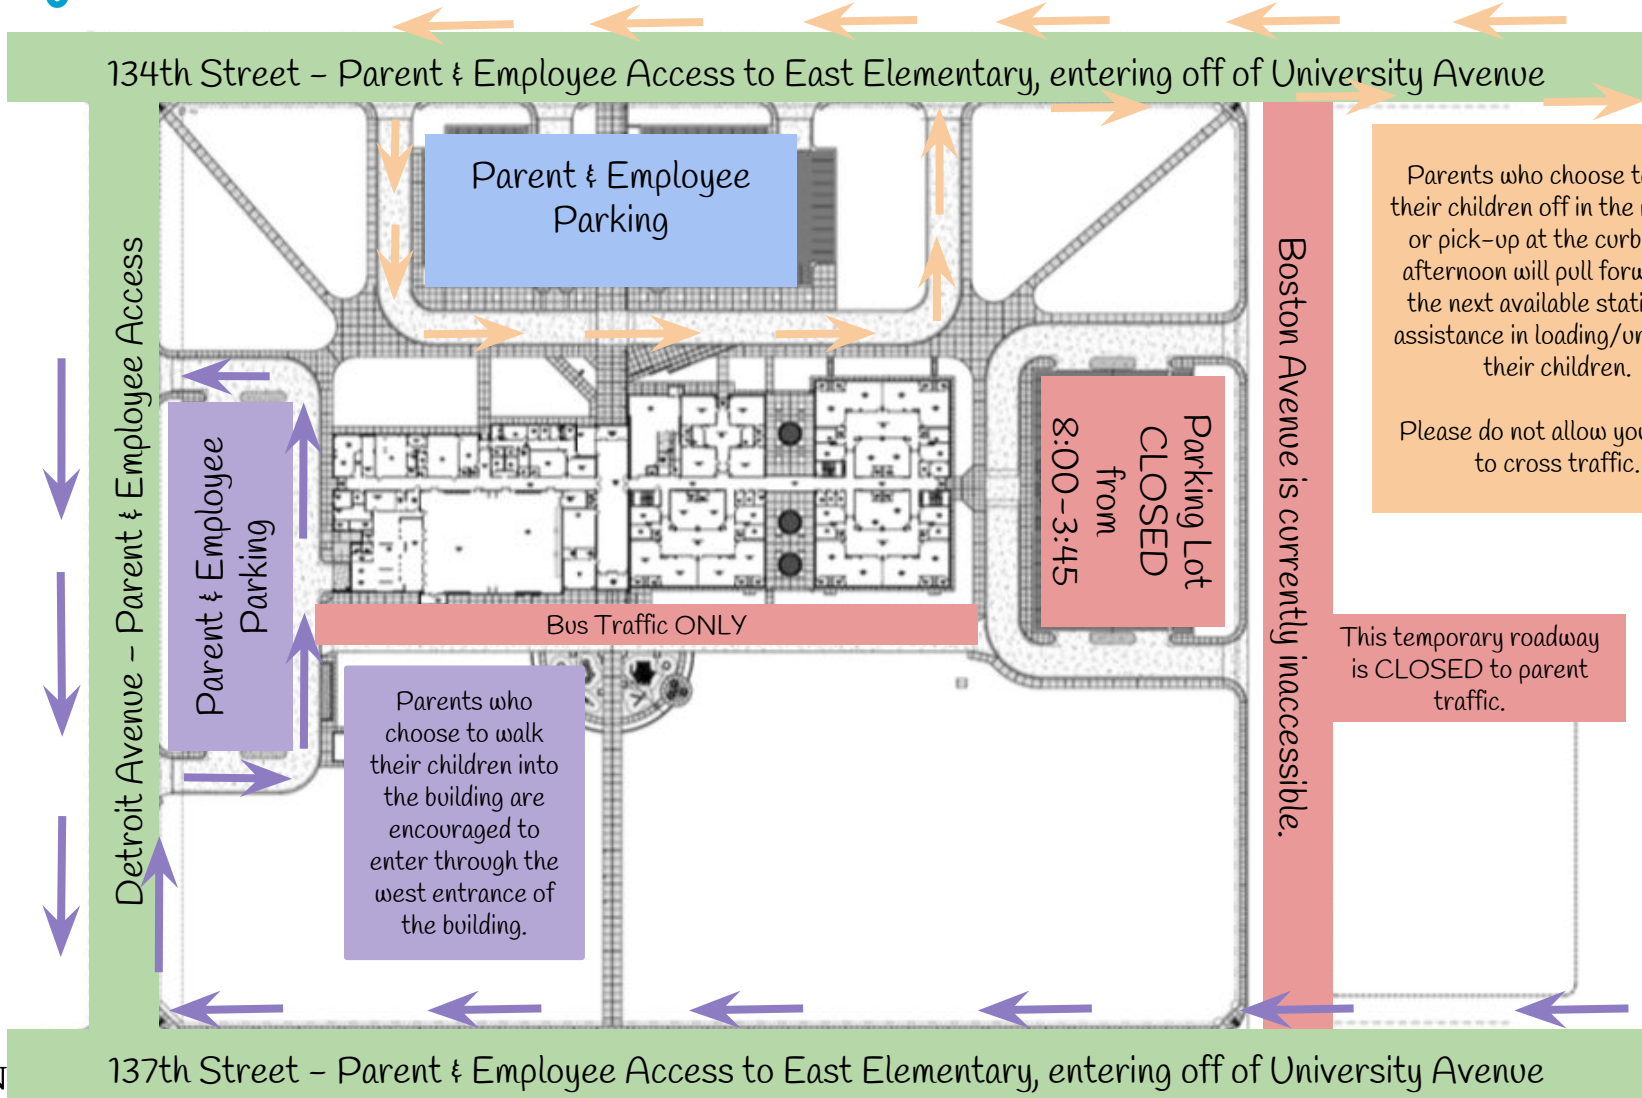 134th Street - Parent & Employee Access to East Elementary, entering off of University Avenue
Parent & Employee
Parking
Parents who choose
their children off in the
or pick-up at the curb
afternoon will pull
the next available
assistance in
their children.
Please do not allow
to cross traffic.
Detroit Avenue - Parent & Employee Access
Parent & Employee
Parking
Parking Lot
CLOSED
from
8:00-3:45
Boston Avenue is currently inaccessible.
Bus Traffic ONLY
This temporary roadway
is CLOSED to parent
traffic.
Parents who
choose to walk
their children into
the building are
encouraged to
enter through the
west entrance of
the building.
137th Street - Parent & Employee Access to East Elementary, entering off of University Avenue